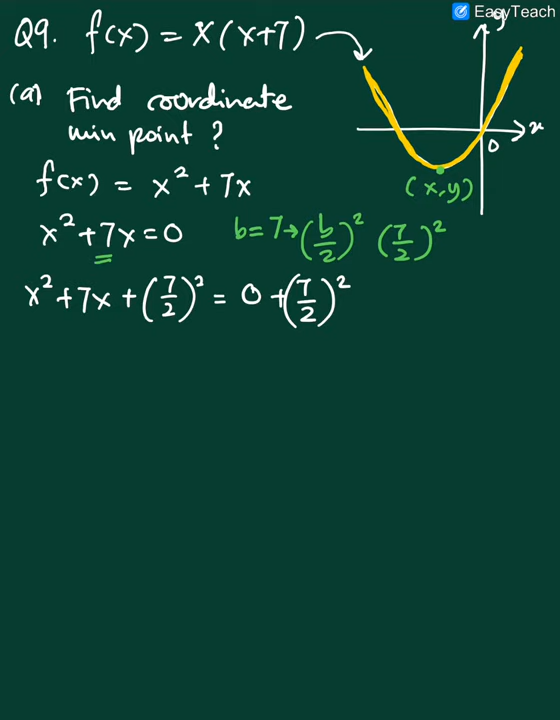 EasyTeach
Q9. f(x) = x(x+7)
y
x
0
(x,y)
(a) Find coordinate
min point?
f(x) = x² + 7x
x² + 7x = 0
b = 7 → (b/2)² (7/2)²
x² + 7x + (7/2)² = 0 + (7/2)²